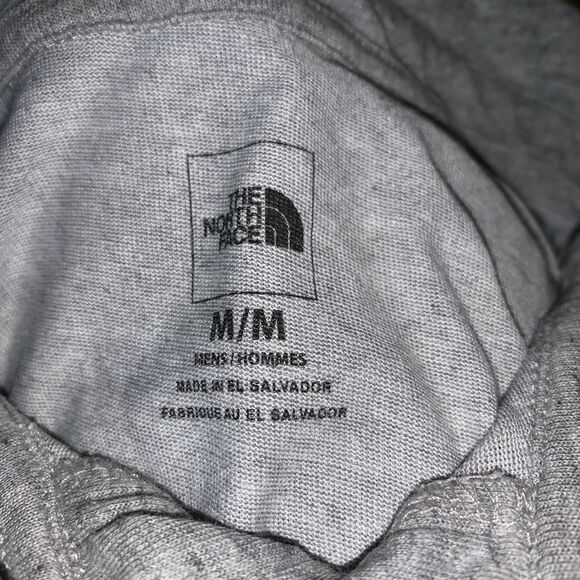 THE
NORTH
FACE
M/M
MENS/HOMMES
MADE IN EL SALVADOR
FABRIQUE AU EL SALVADOR